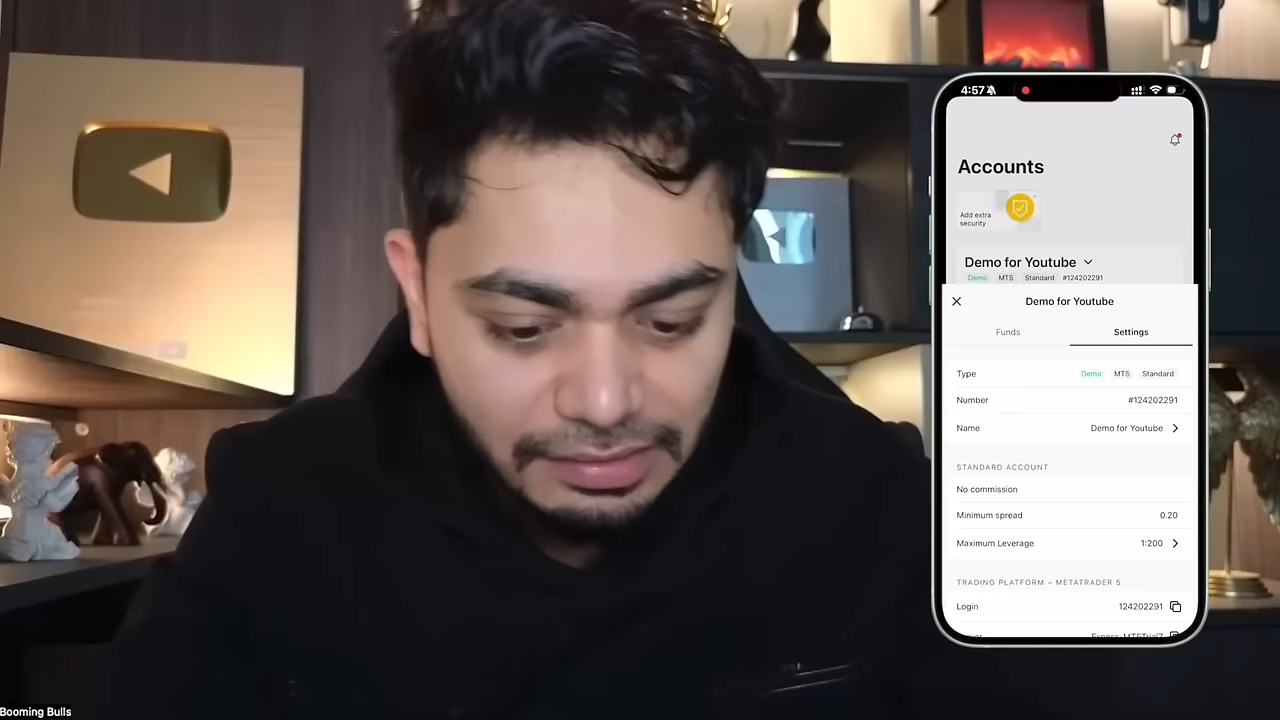 4:57
Accounts
Add extra
security
Demo for Youtube
Demo MT5 Standard #124202291
Demo for Youtube
Funds Settings
Type Demo MT5 Standard
Number #124202291
Name Demo for Youtube
STANDARD ACCOUNT
No commission
Minimum spread 0.20
Maximum Leverage 1:200
TRADING PLATFORM – METATRADER 5
Login 124202291
Booming Bulls